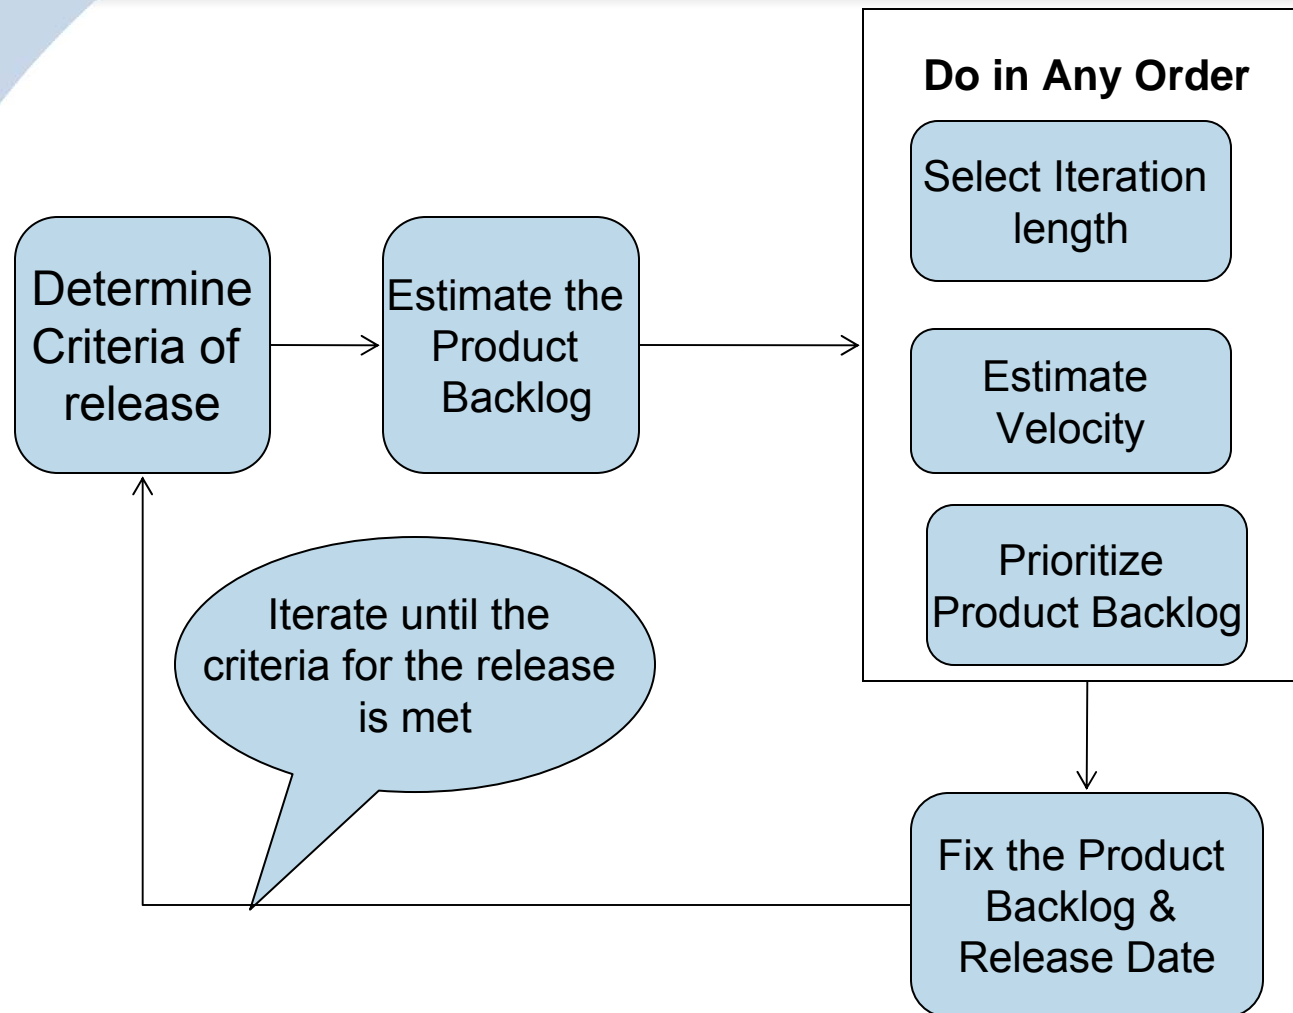 Do in Any Order
Select Iteration
length
Determine
Criteria of
release
Estimate the
Product
Backlog
Estimate
Velocity
Prioritize
Product Backlog
Iterate until the
criteria for the release
is met
Fix the Product
Backlog &
Release Date